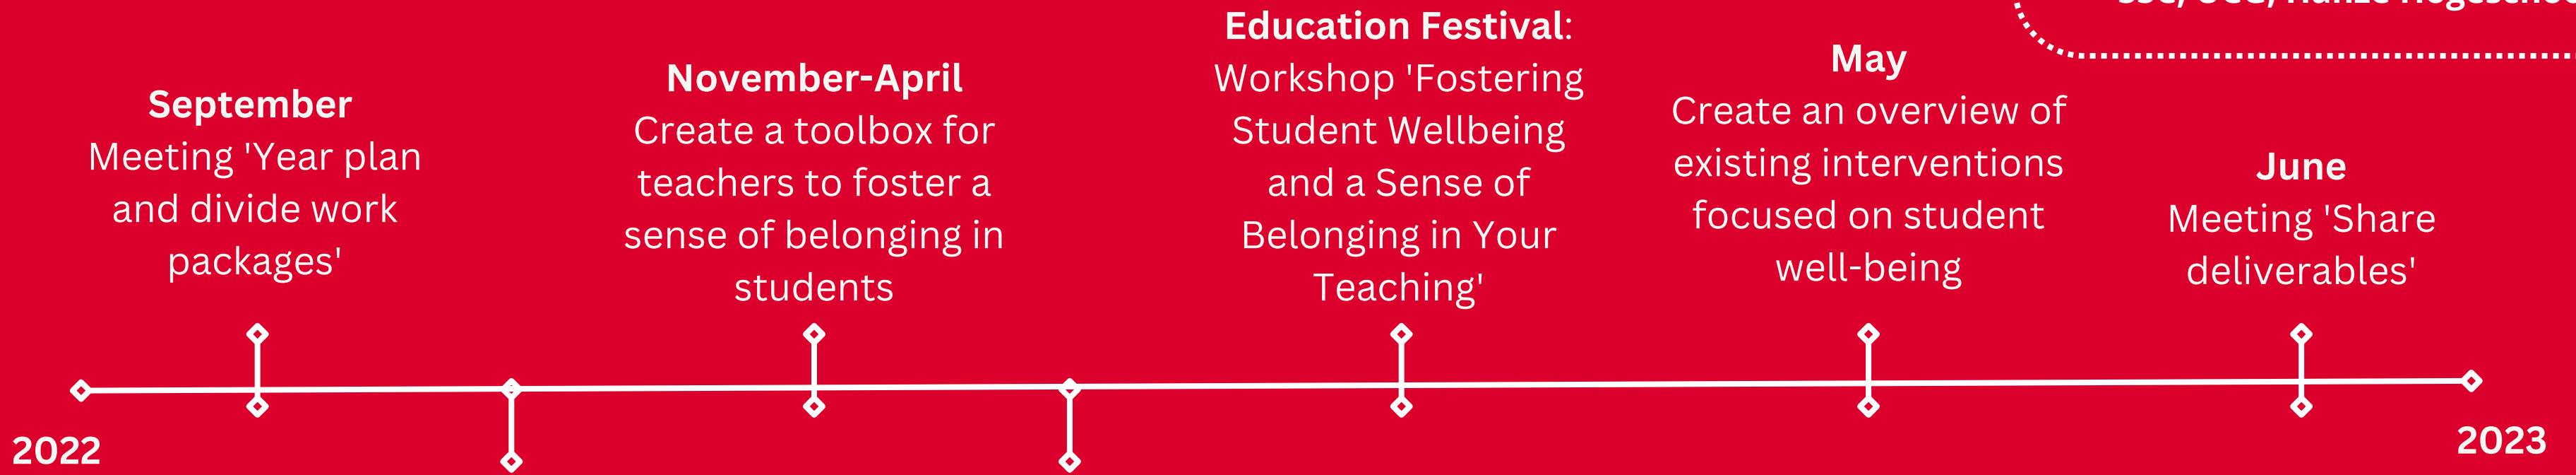 September
Meeting 'Year plan
and divide work
packages'
November-April
Create a toolbox for
teachers to foster a
sense of belonging in
students
Education Festival:
Workshop 'Fostering
Student Wellbeing
and a Sense of
Belonging in Your
Teaching'
May
Create an overview of
existing interventions
focused on student
well-being
June
Meeting 'Share
deliverables'
2022
2023